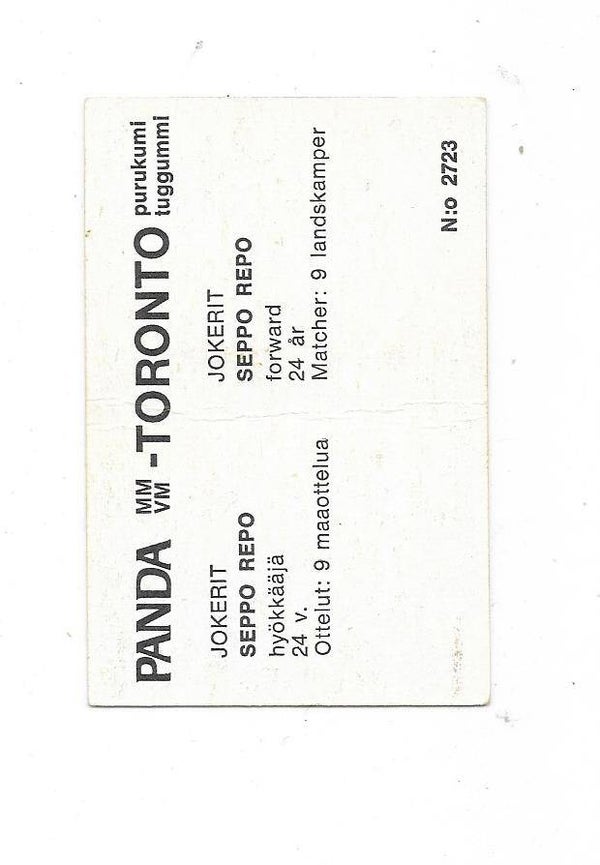 PANDA MM VM -TORONTO purukumi tuggummi
JOKERIT
SEPPO REPO
hyökkääjä
24 v.
Ottelut: 9 maaottelua
JOKERIT
SEPPO REPO
forward
24 år
Matcher: 9 landskamper
N:o 2723